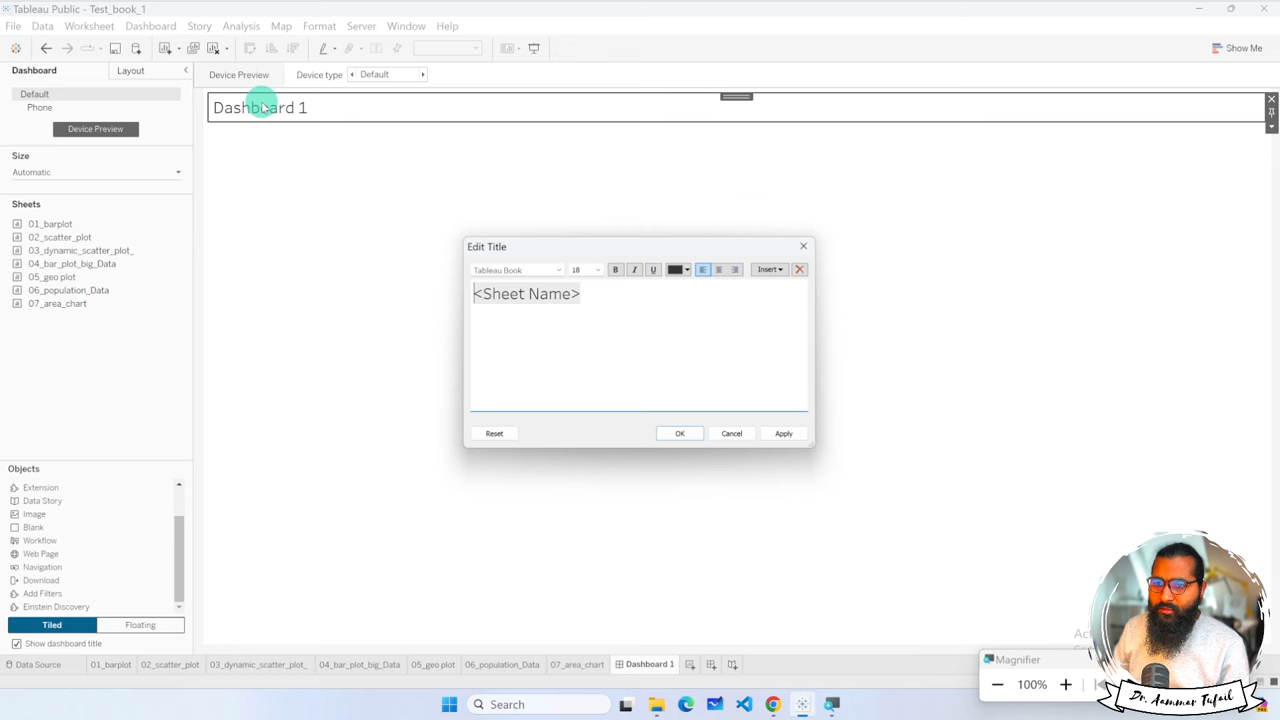 Tableau Public - Test_book_1
File Data Worksheet Dashboard Story Analysis Map Format Server Window Help
Show Me
Dashboard Layout
Device Preview Device type Default
Default
Phone
Device Preview
Dashboard 1
Size
Automatic
Sheets
01_barplot
02_scatter_plot
03_dynamic_scatter_plot_
04_bar_plot_big_Data
05_geo plot
06_population_Data
07_area_chart
Edit Title
Tableau Book 18 B I U Insert
<Sheet Name>
Reset OK Cancel Apply
Objects
Extension
Data Story
Image
Blank
Workflow
Web Page
Navigation
Download
Add Filters
Einstein Discovery
Tiled Floating
Show dashboard title
Data Source 01_barplot 02_scatter_plot 03_dynamic_scatter_plot_ 04_bar_plot_big_Data 05_geo plot 06_population_Data 07_area_chart Dashboard 1
Magnifier
100%
Search
Dr. Aammar Tufail